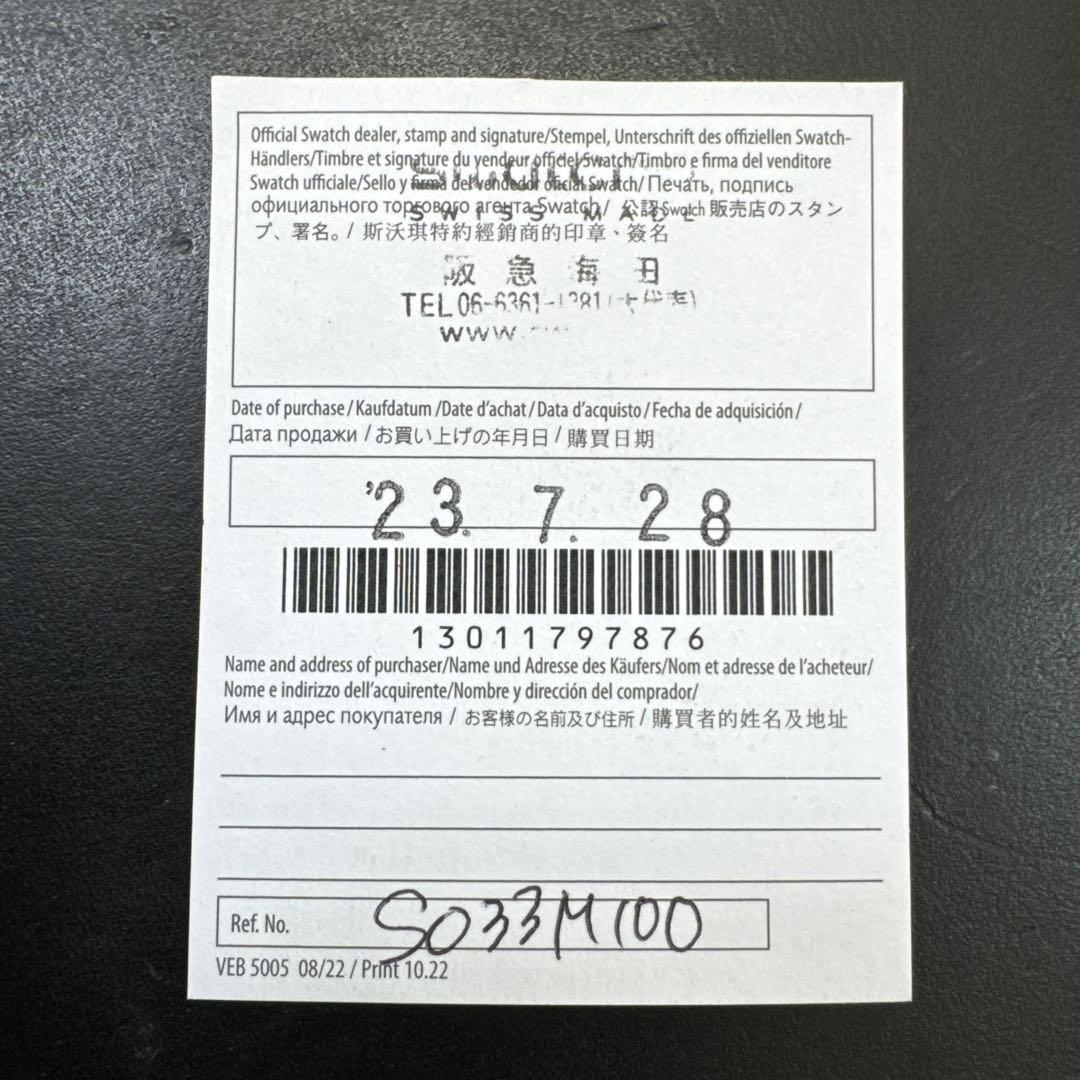 Official Swatch dealer, stamp and signature/Stempel, Unterschrift des offiziellen Swatch-
Händlers/Timbre et signature du vendeur officiel Swatch/Timbro e firma del venditore
Swatch ufficiale/Sello y firma del vendedor oficial Swatch/ Печать, подпись
официального торгового агента Swatch/ 公認Swatch 販売店のスタン
プ、署名。/ 斯沃琪特約經銷商的印章、簽名
SWISS MADE
阪急
TEL 06-6361-
www.
Date of purchase/Kaufdatum /Date d'achat/Data d'acquisto/Fecha de adquisición/
Дата продажи /お買い上げの年月日/購買日期
'23. 7. 28
13011797876
Name and address of purchaser/Name und Adresse des Käufers/Nom et adresse de l'acheteur/
Nome e indirizzo dell'acquirente/Nombre y dirección del comprador/
Имя и адрес покупателя / お客様の名前及び住所/購買者的姓名及地址
Ref. No. SO33M100
VEB 5005 08/22 / Print 10.22